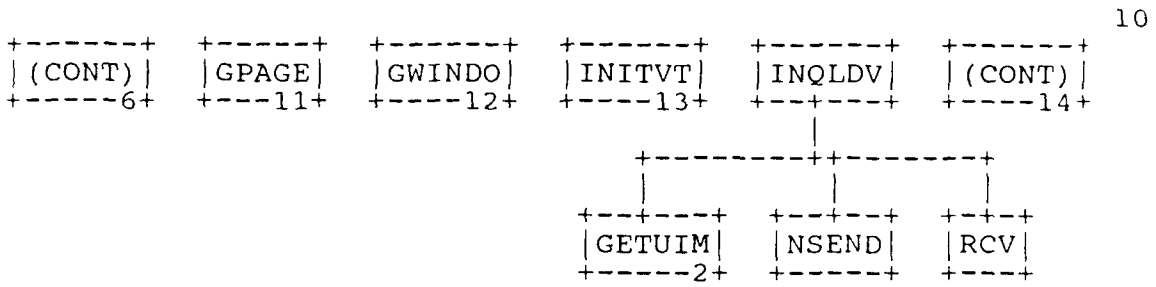 10
(CONT) GPAGE GWINDO INITVT INQLDV (CONT)
6 11 12 13 14
GETUIM NSEND RCV
2